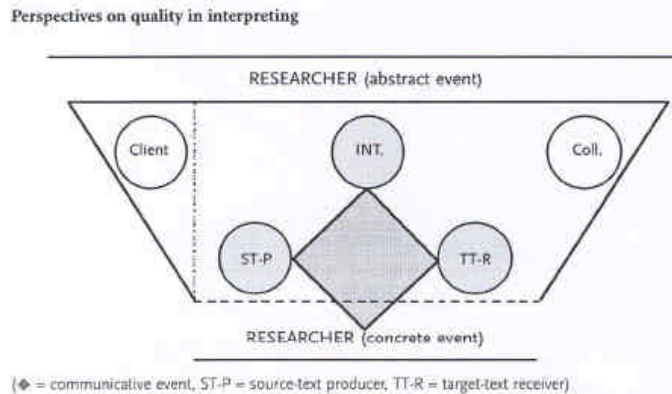 Perspectives on quality in interpreting
RESEARCHER (abstract event)
Client
INT.
Coll.
ST-P
TT-R
RESEARCHER (concrete event)
(◆ = communicative event, ST-P = source-text producer, TT-R = target-text receiver)